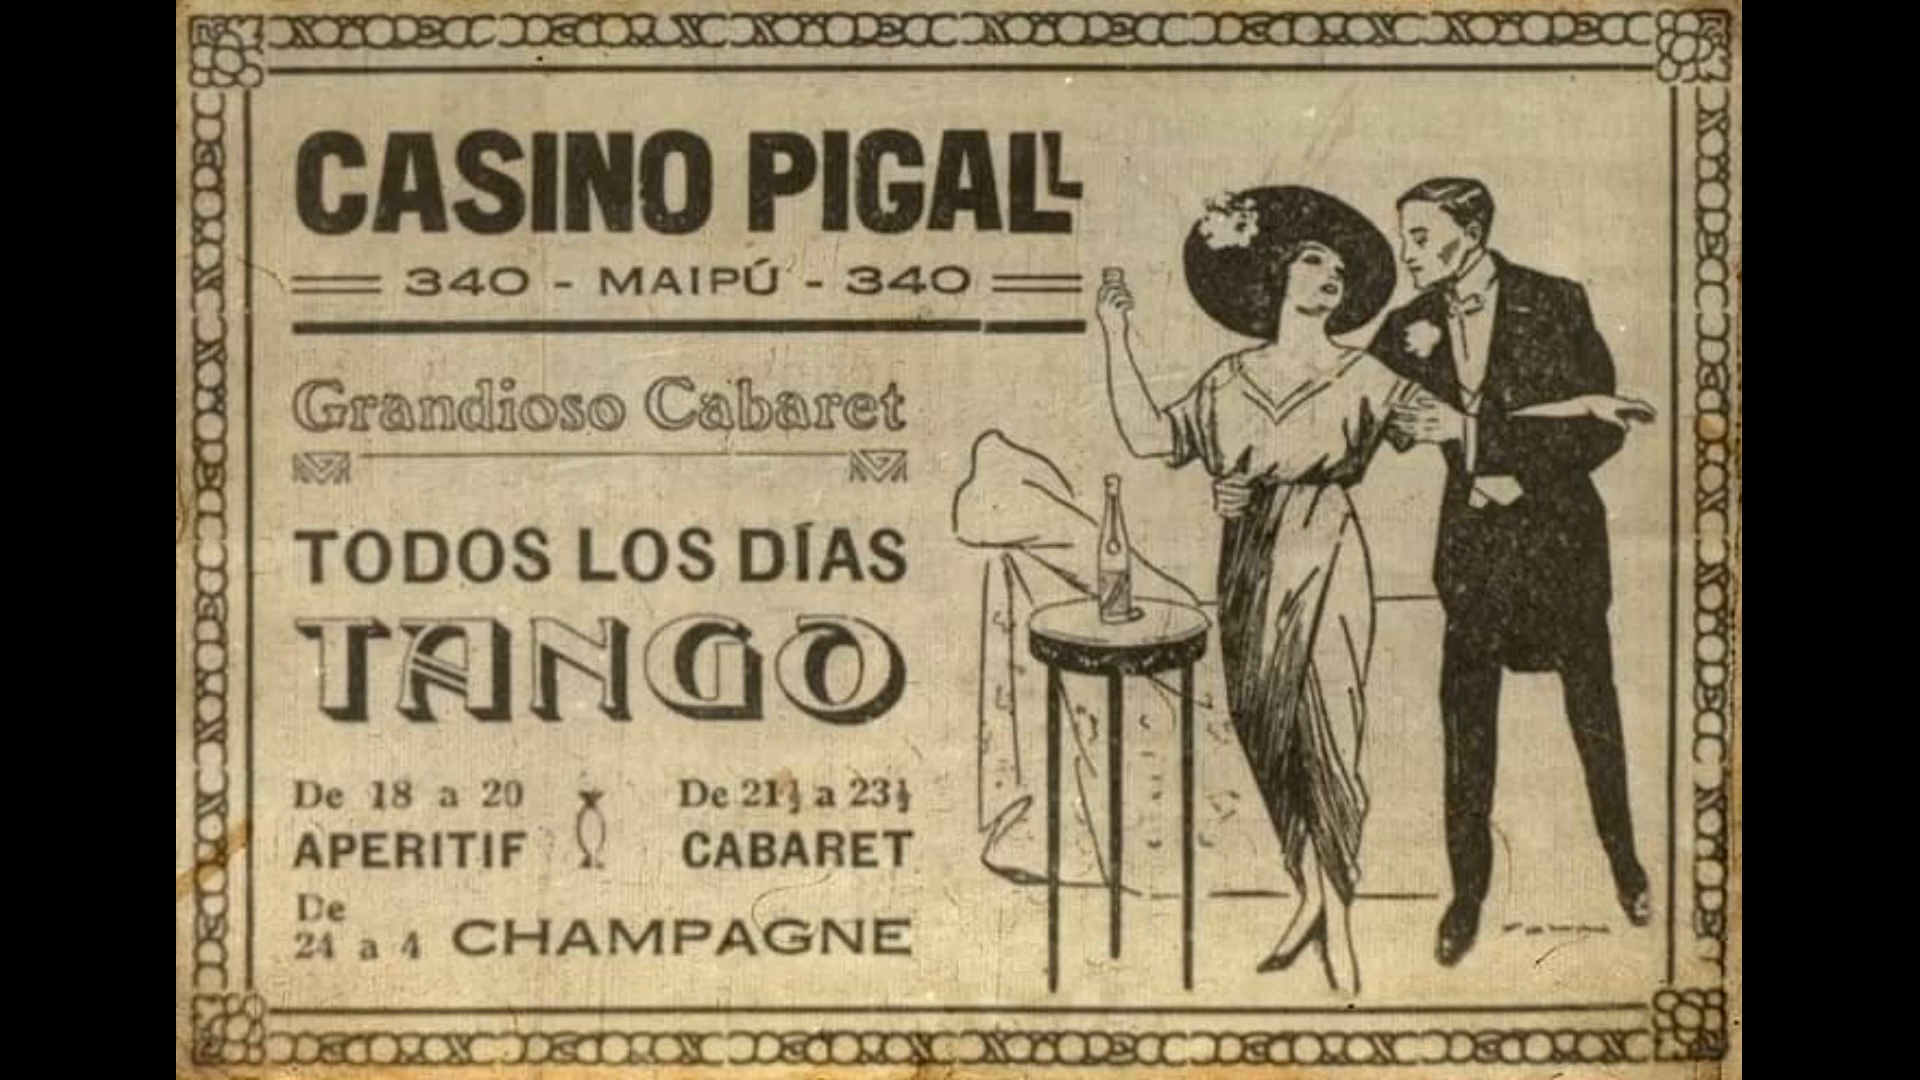 CASINO PIGALL
340 - MAIPÚ - 340
Grandioso Cabaret
TODOS LOS DÍAS
TANGO
De 18 a 20
APERITIF
De 21½ a 23½
CABARET
De
24 a 4 CHAMPAGNE